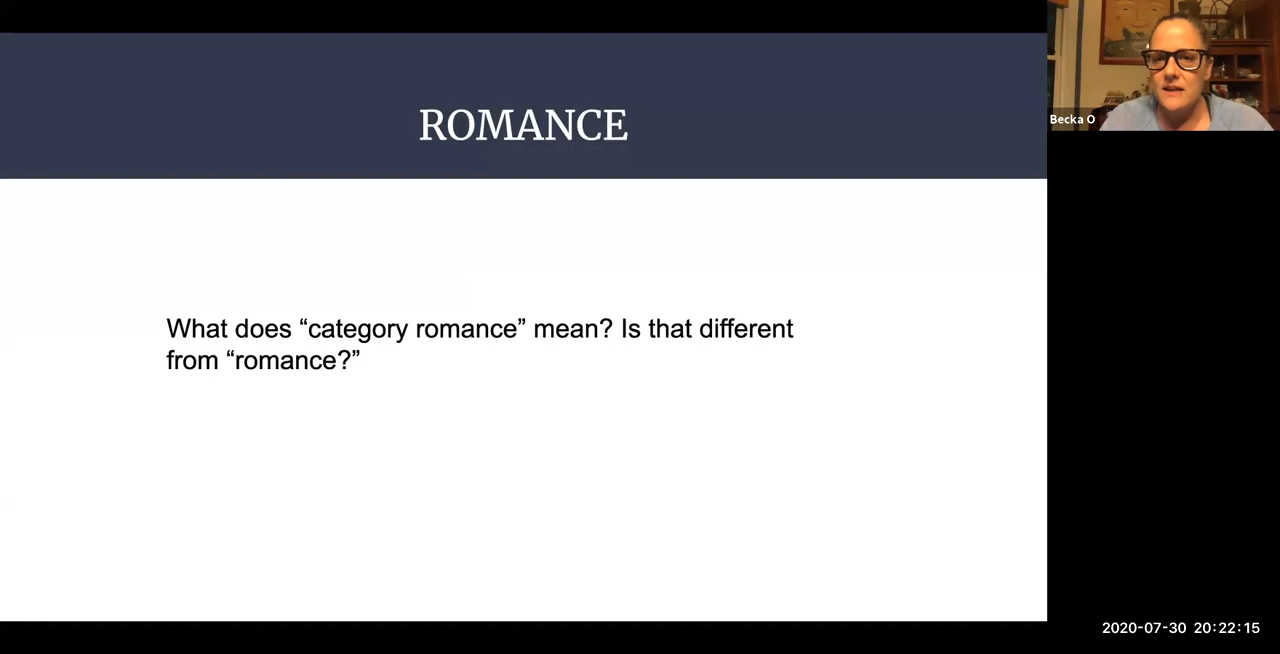 ROMANCE
Becka O
What does “category romance” mean? Is that different
from “romance?”
2020-07-30 20:22:15